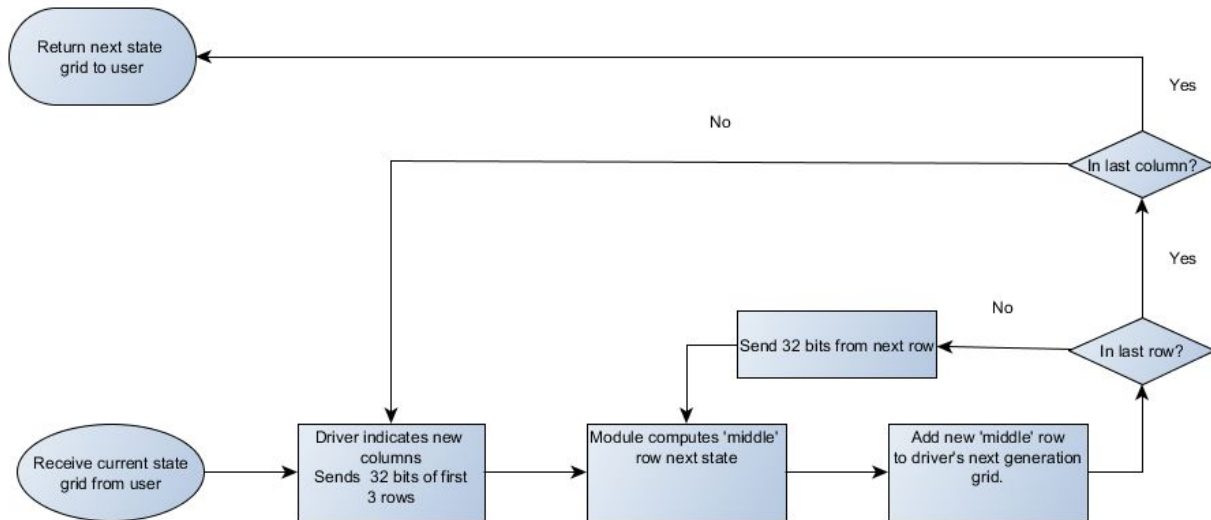 Return next state
grid to user
Yes
No
In last column?
Yes
No
Send 32 bits from next row
In last row?
Receive current state
grid from user
Driver indicates new
columns
Sends 32 bits of first
3 rows
Module computes 'middle'
row next state
Add new 'middle' row
to driver's next generation
grid.